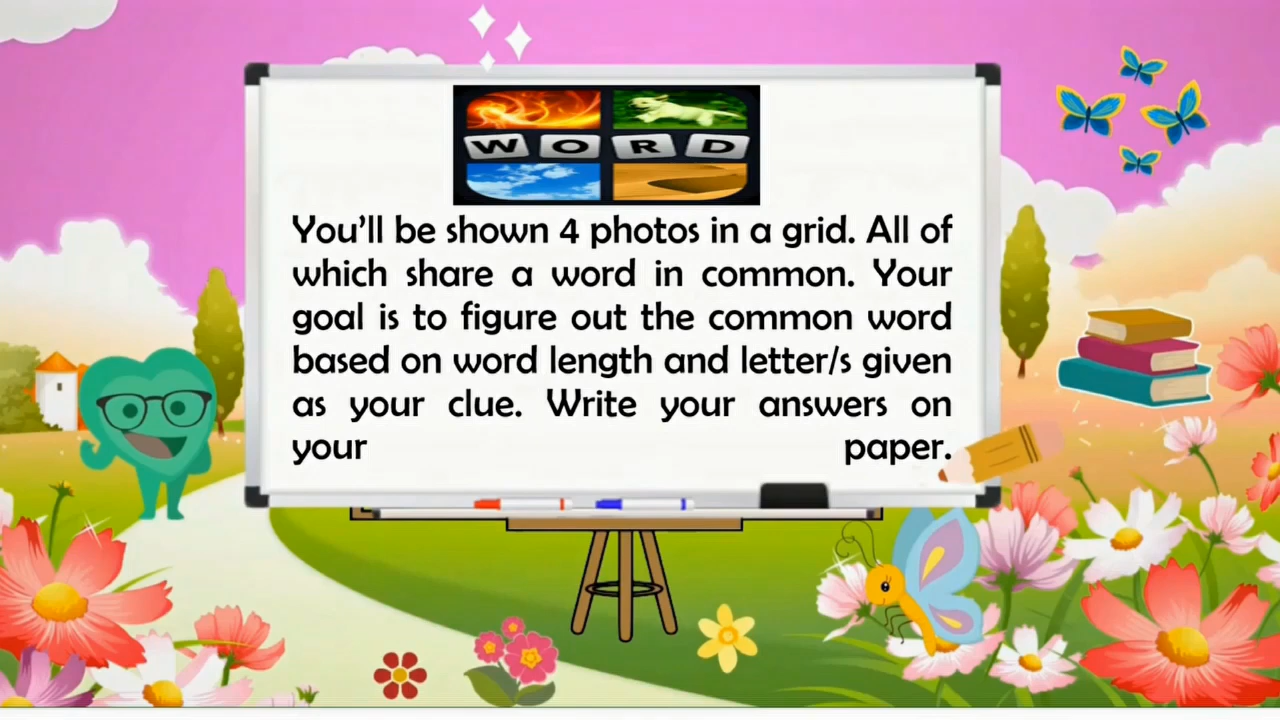 WORD
You’ll be shown 4 photos in a grid. All of
which share a word in common. Your
goal is to figure out the common word
based on word length and letter/s given
as your clue. Write your answers on
your paper.